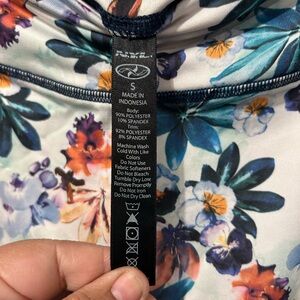 S
MADE IN
INDONESIA
Body:
90% POLYESTER
10% SPANDEX
Trim:
92% POLYESTER
8% SPANDEX
Machine Wash
Cold With Like
Colors
Do Not Use
Fabric Softeners
Do Not Bleach
Tumble Dry Low
Remove Promptly
Do Not Iron
Do Not Dry Clean